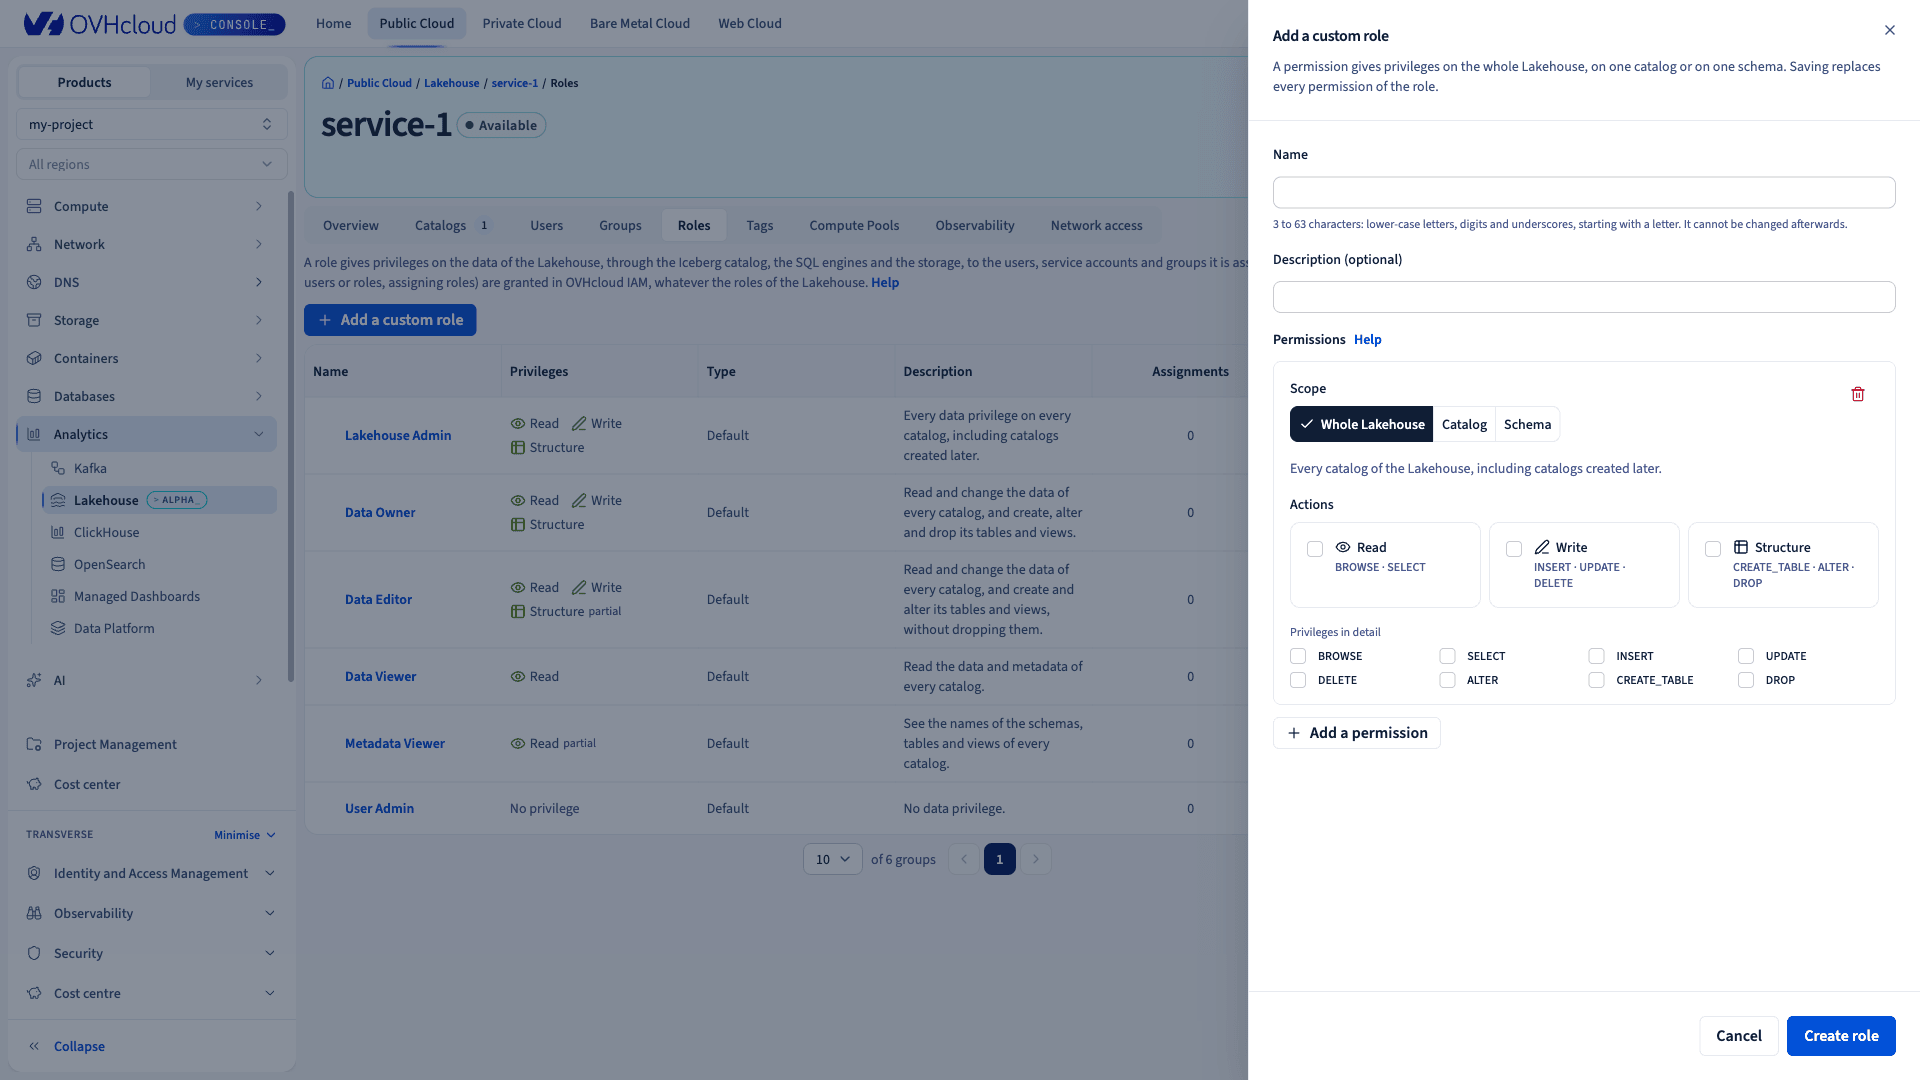 OVHcloud
> CONSOLE_
Home
Public Cloud
Private Cloud
Bare Metal Cloud
Web Cloud
Products
My services
my-project
All regions
Compute
Network
DNS
Storage
Containers
Databases
Analytics
Kafka
Lakehouse
> ALPHA_
ClickHouse
OpenSearch
Managed Dashboards
Data Platform
AI
Project Management
Cost center
TRANSVERSE
Minimise
Identity and Access Management
Observability
Security
Cost centre
Collapse
/ Public Cloud / Lakehouse / service-1 / Roles
service-1
Available
Overview
Catalogs 1
Users
Groups
Roles
Tags
Compute Pools
Observability
Network access
A role gives privileges on the data of the Lakehouse, through the Iceberg catalog, the SQL engines and the storage, to the users, service accounts and groups it is
users or roles, assigning roles) are granted in OVHcloud IAM, whatever the roles of the Lakehouse. Help
Add a custom role
Name
Privileges
Type
Description
Assignments
Lakehouse Admin
Read
Write
Structure
Default
Every data privilege on every
catalog, including catalogs
created later.
0
Data Owner
Read
Write
Structure
Default
Read and change the data of
every catalog, and create, alter
and drop its tables and views.
0
Data Editor
Read
Write
Structure partial
Default
Read and change the data of
every catalog, and create and
alter its tables and views,
without dropping them.
0
Data Viewer
Read
Default
Read the data and metadata of
every catalog.
0
Metadata Viewer
Read partial
Default
See the names of the schemas,
tables and views of every
catalog.
0
User Admin
No privilege
Default
No data privilege.
0
10
of 6 groups
1
Add a custom role
A permission gives privileges on the whole Lakehouse, on one catalog or on one schema. Saving replaces
every permission of the role.
Name
3 to 63 characters: lower-case letters, digits and underscores, starting with a letter. It cannot be changed afterwards.
Description (optional)
Permissions Help
Scope
Whole Lakehouse
Catalog
Schema
Every catalog of the Lakehouse, including catalogs created later.
Actions
Read
BROWSE · SELECT
Write
INSERT · UPDATE ·
DELETE
Structure
CREATE_TABLE · ALTER ·
DROP
Privileges in detail
BROWSE
SELECT
INSERT
UPDATE
DELETE
ALTER
CREATE_TABLE
DROP
Add a permission
Cancel
Create role